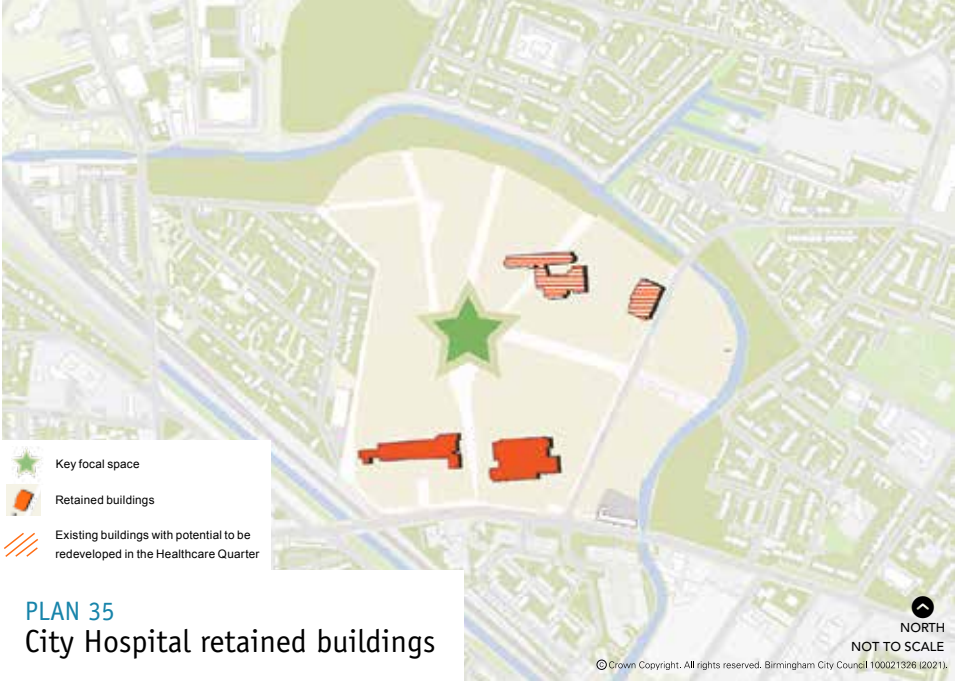 Key focal space
Retained buildings
Existing buildings with potential to be
redeveloped in the Healthcare Quarter
PLAN 35
City Hospital retained buildings
NORTH
NOT TO SCALE
© Crown Copyright. All rights reserved. Birmingham City Council 100021326 (2021).